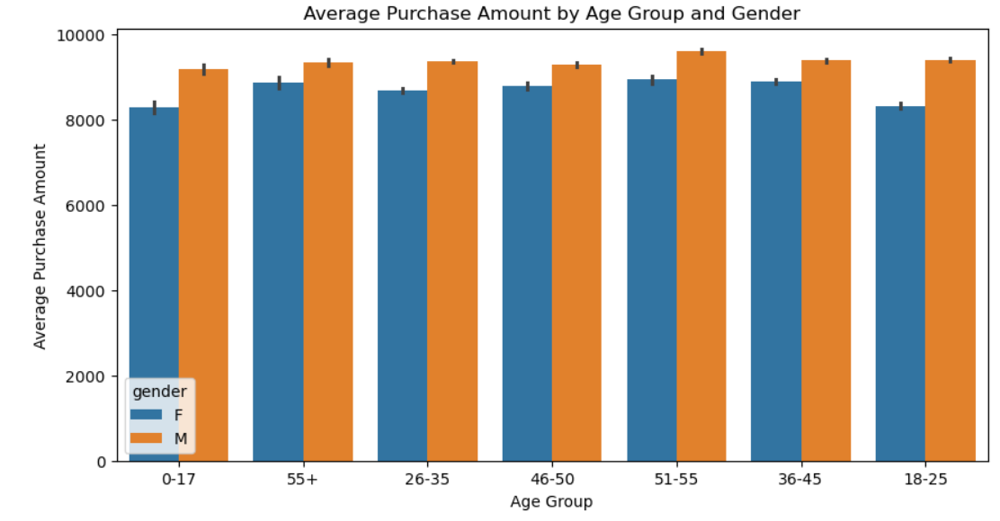 Average Purchase Amount by Age Group and Gender
Average Purchase Amount
10000
8000
6000
4000
2000
0
gender
F
M
0-17 55+ 26-35 46-50 51-55 36-45 18-25
Age Group